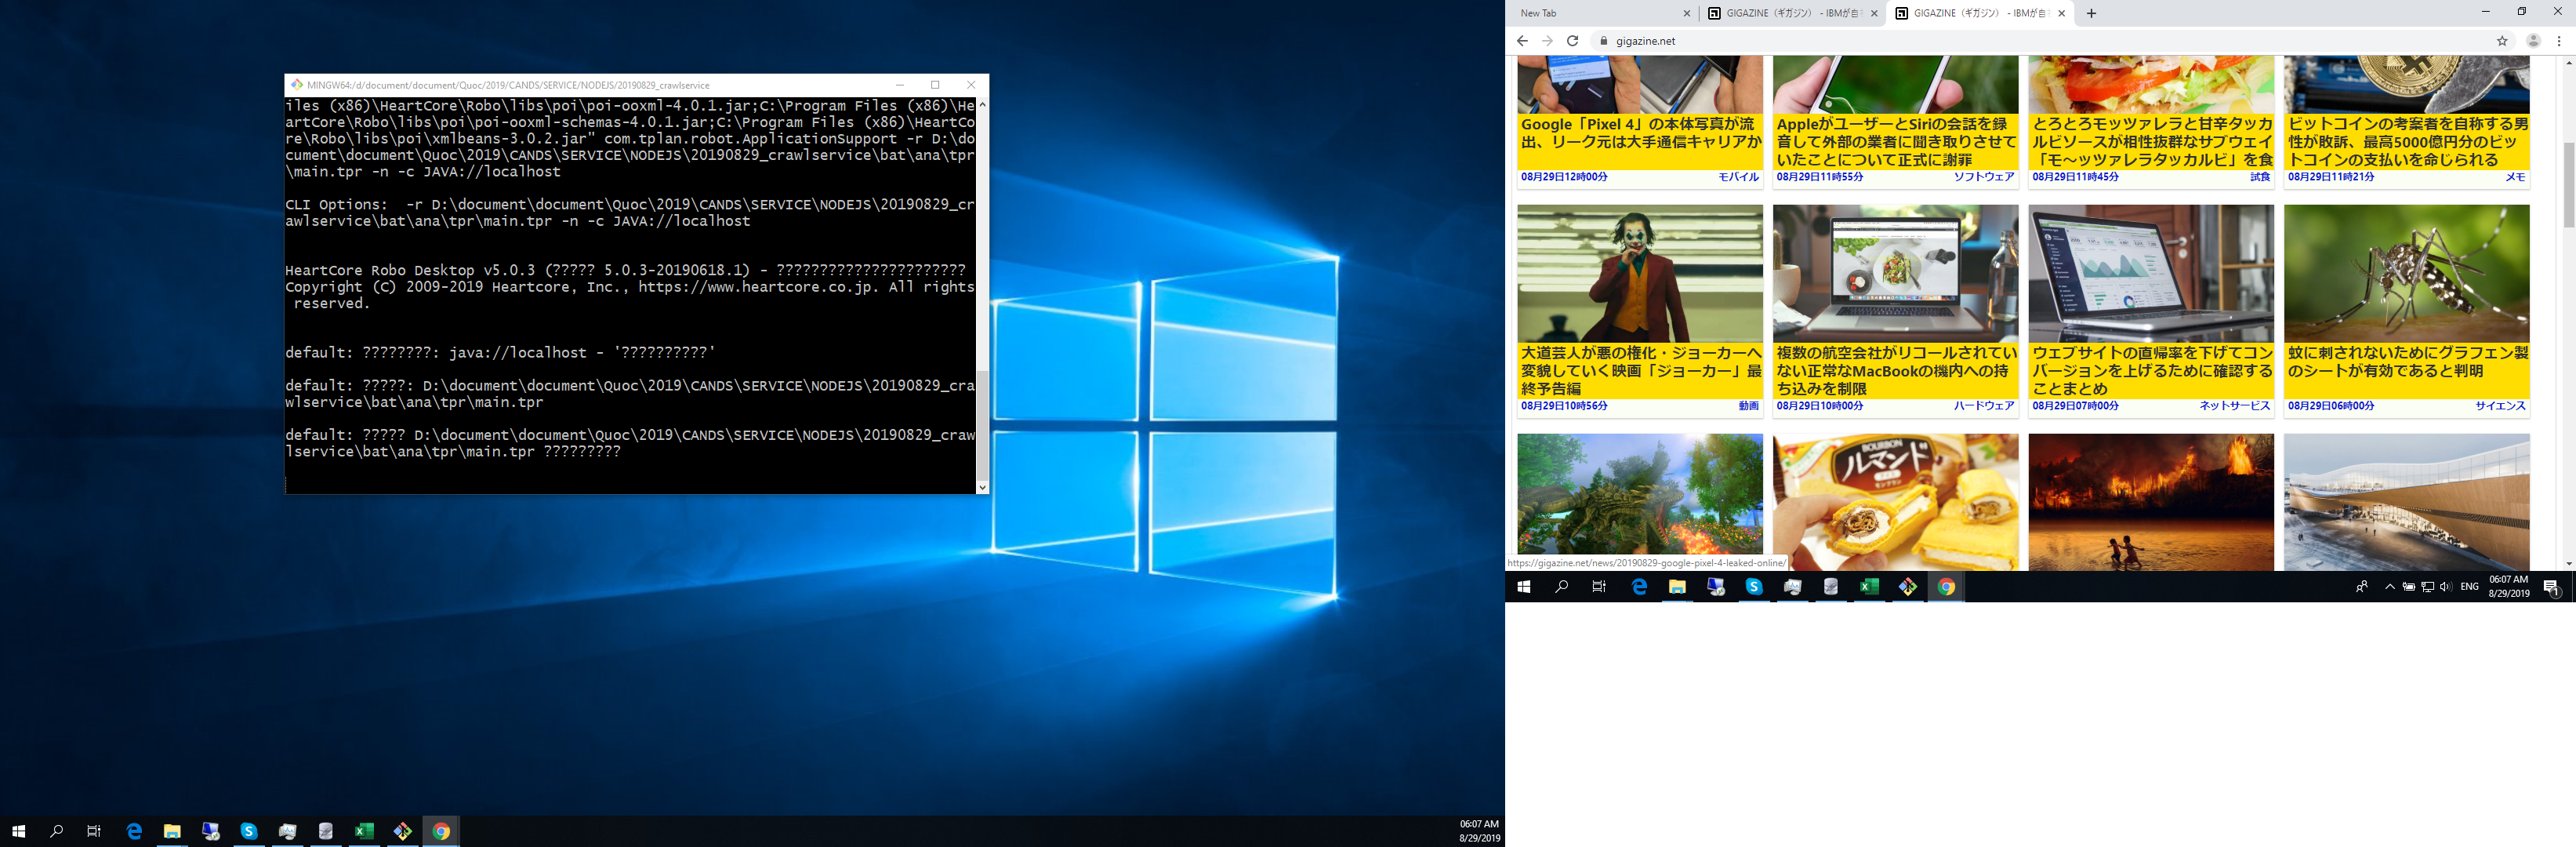 MINGW64:/d/document/document/Quoc/2019/CANDS/SERVICE/NODEJS/20190829_crawlservice
iles (x86)\HeartCore\Robo\libs\poi\poi-ooxml-4.0.1.jar;C:\Program Files (x86)\He
artCore\Robo\libs\poi\poi-ooxml-schemas-4.0.1.jar;C:\Program Files (x86)\HeartCo
re\Robo\libs\poi\xmlbeans-3.0.2.jar" com.tplan.robot.ApplicationSupport -r D:\do
cument\document\Quoc\2019\CANDS\SERVICE\NODEJS\20190829_crawlservice\bat\ana\tpr
\main.tpr -n -c JAVA://localhost
CLI Options:  -r D:\document\document\Quoc\2019\CANDS\SERVICE\NODEJS\20190829_cr
awlservice\bat\ana\tpr\main.tpr -n -c JAVA://localhost
HeartCore Robo Desktop v5.0.3 (????? 5.0.3-20190618.1) - ??????????????????????
Copyright (C) 2009-2019 Heartcore, Inc., https://www.heartcore.co.jp. All rights
 reserved.
default: ????????: java://localhost - '??????????'
default: ?????: D:\document\document\Quoc\2019\CANDS\SERVICE\NODEJS\20190829_cra
wlservice\bat\ana\tpr\main.tpr
default: ????? D:\document\document\Quoc\2019\CANDS\SERVICE\NODEJS\20190829_craw
lservice\bat\ana\tpr\main.tpr ?????????
06:07 AM
8/29/2019
New Tab
GIGAZINE（ギガジン） - IBMが自
GIGAZINE（ギガジン） - IBMが自
gigazine.net
Google「Pixel 4」の本体写真が流
出、リーク元は大手通信キャリアか
08月29日12時00分 モバイル
AppleがユーザーとSiriの会話を録
音して外部の業者に聞き取りさせて
いたことについて正式に謝罪
08月29日11時55分 ソフトウェア
とろとろモッツァレラと甘辛タッカ
ルビソースが相性抜群なサブウェイ
「モ〜ッツァレラタッカルビ」を食
08月29日11時45分 試食
ビットコインの考案者を自称する男
性が敗訴、最高5000億円分のビッ
トコインの支払いを命じられる
08月29日11時21分 メモ
大道芸人が悪の権化・ジョーカーへ
変貌していく映画「ジョーカー」最
終予告編
08月29日10時56分 動画
複数の航空会社がリコールされてい
ない正常なMacBookの機内への持
ち込みを制限
08月29日10時00分 ハードウェア
ウェブサイトの直帰率を下げてコン
バージョンを上げるために確認する
ことまとめ
08月29日07時00分 ネットサービス
蚊に刺されないためにグラフェン製
のシートが有効であると判明
08月29日06時00分 サイエンス
BOURBON
ルマンド
https://gigazine.net/news/20190829-google-pixel-4-leaked-online/
ENG
06:07 AM
8/29/2019
1